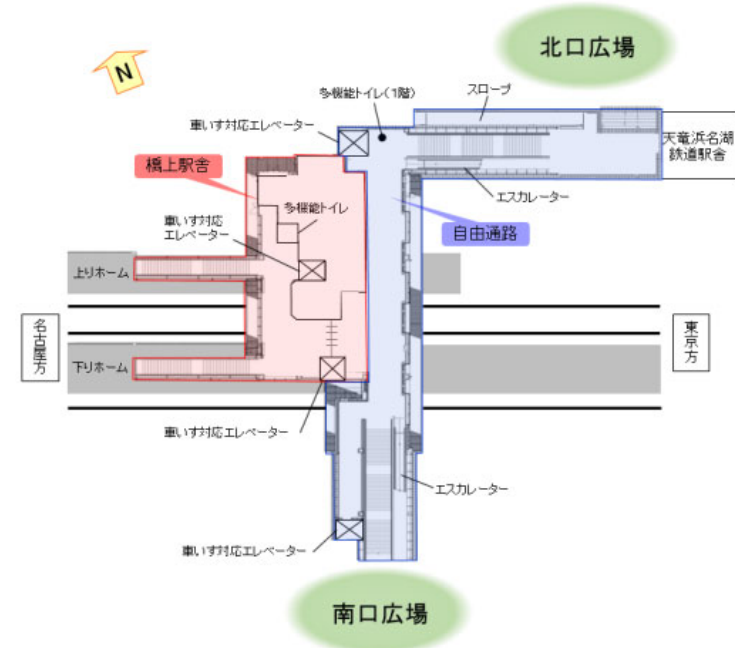 北口広場
N
多機能トイレ(1階)
スロープ
車いす対応エレベーター
天竜浜名湖
鉄道駅舎
橋上駅舎
エスカレーター
多機能トイレ
車いす対応
エレベーター
自由通路
上りホーム
名古屋方
東京方
下りホーム
車いす対応エレベーター
エスカレーター
車いす対応エレベーター
南口広場